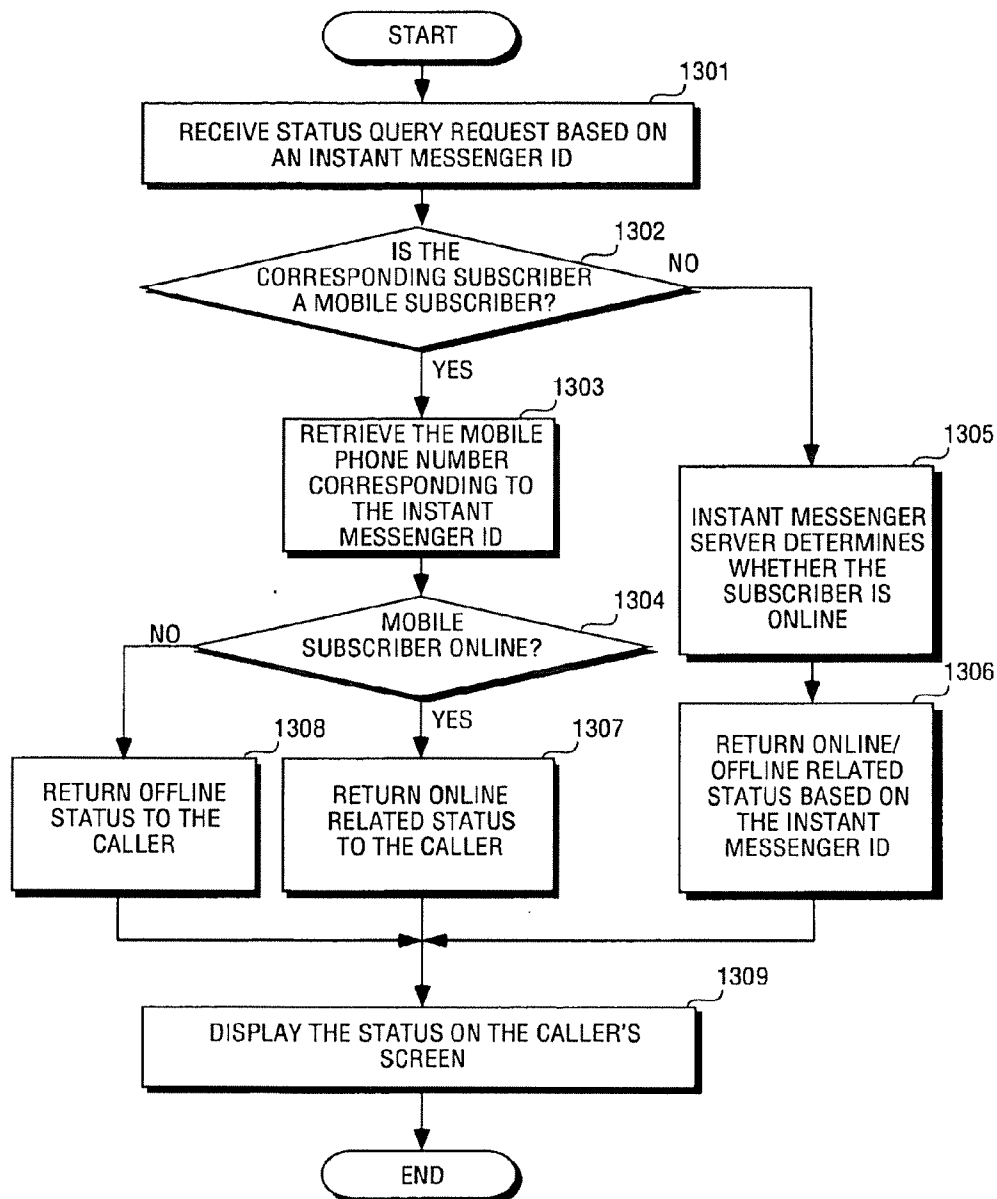 START
1301
RECEIVE STATUS QUERY REQUEST BASED ON
AN INSTANT MESSENGER ID
1302
IS THE
CORRESPONDING SUBSCRIBER
A MOBILE SUBSCRIBER?
NO
YES
1303
RETRIEVE THE MOBILE
PHONE NUMBER
CORRESPONDING TO
THE INSTANT
MESSENGER ID
1305
INSTANT MESSENGER
SERVER DETERMINES
WHETHER THE
SUBSCRIBER IS
ONLINE
1304
MOBILE
SUBSCRIBER ONLINE?
NO
YES
1308
RETURN OFFLINE
STATUS TO THE
CALLER
1307
RETURN ONLINE
RELATED STATUS
TO THE CALLER
1306
RETURN ONLINE/
OFFLINE RELATED
STATUS BASED ON
THE INSTANT
MESSENGER ID
1309
DISPLAY THE STATUS ON THE CALLER'S
SCREEN
END